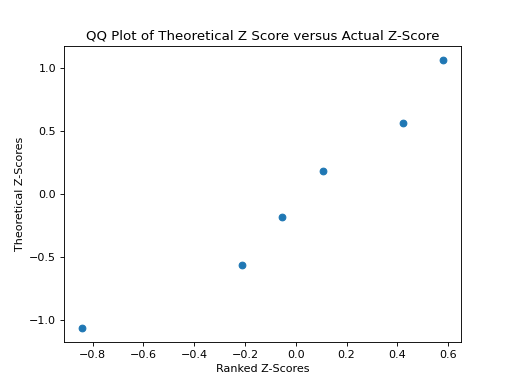 QQ Plot of Theoretical Z Score versus Actual Z-Score
1.0
0.5
0.0
−0.5
−1.0
Theoretical Z-Scores
−0.8 −0.6 −0.4 −0.2 0.0 0.2 0.4 0.6
Ranked Z-Scores